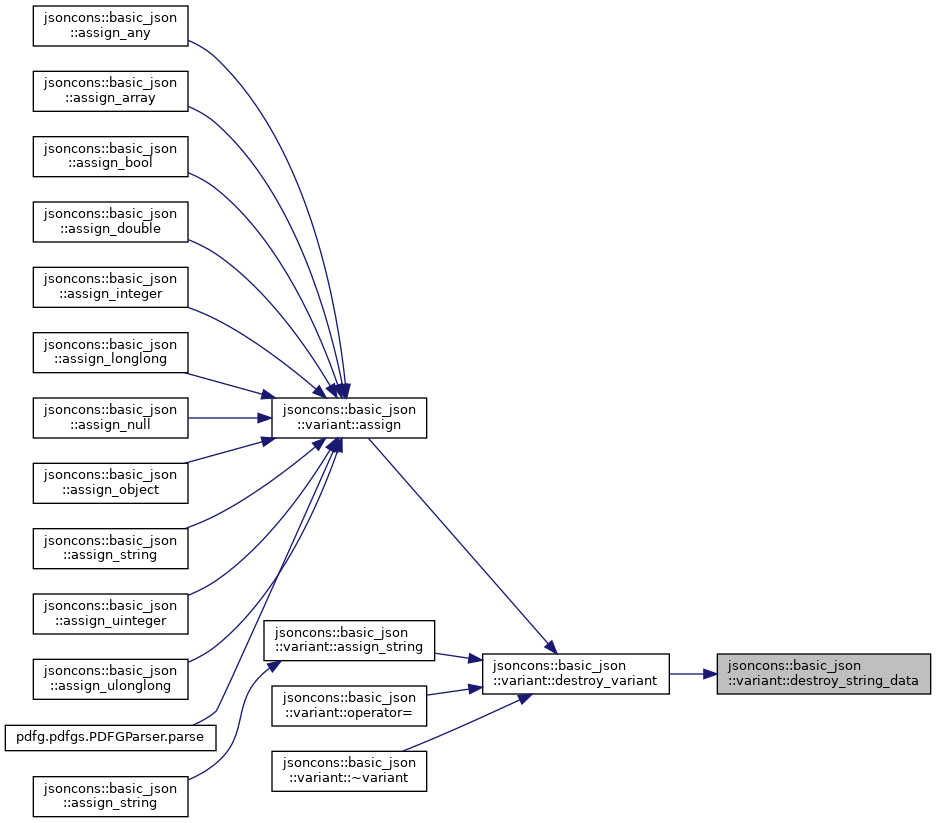 jsoncons::basic_json
::assign_any
jsoncons::basic_json
::assign_array
jsoncons::basic_json
::assign_bool
jsoncons::basic_json
::assign_double
jsoncons::basic_json
::assign_integer
jsoncons::basic_json
::assign_longlong
jsoncons::basic_json
::assign_null
jsoncons::basic_json
::assign_object
jsoncons::basic_json
::assign_string
jsoncons::basic_json
::assign_uinteger
jsoncons::basic_json
::assign_ulonglong
pdfg.pdfgs.PDFGParser.parse
jsoncons::basic_json
::assign_string
jsoncons::basic_json
::variant::assign
jsoncons::basic_json
::variant::assign_string
jsoncons::basic_json
::variant::operator=
jsoncons::basic_json
::variant::~variant
jsoncons::basic_json
::variant::destroy_variant
jsoncons::basic_json
::variant::destroy_string_data